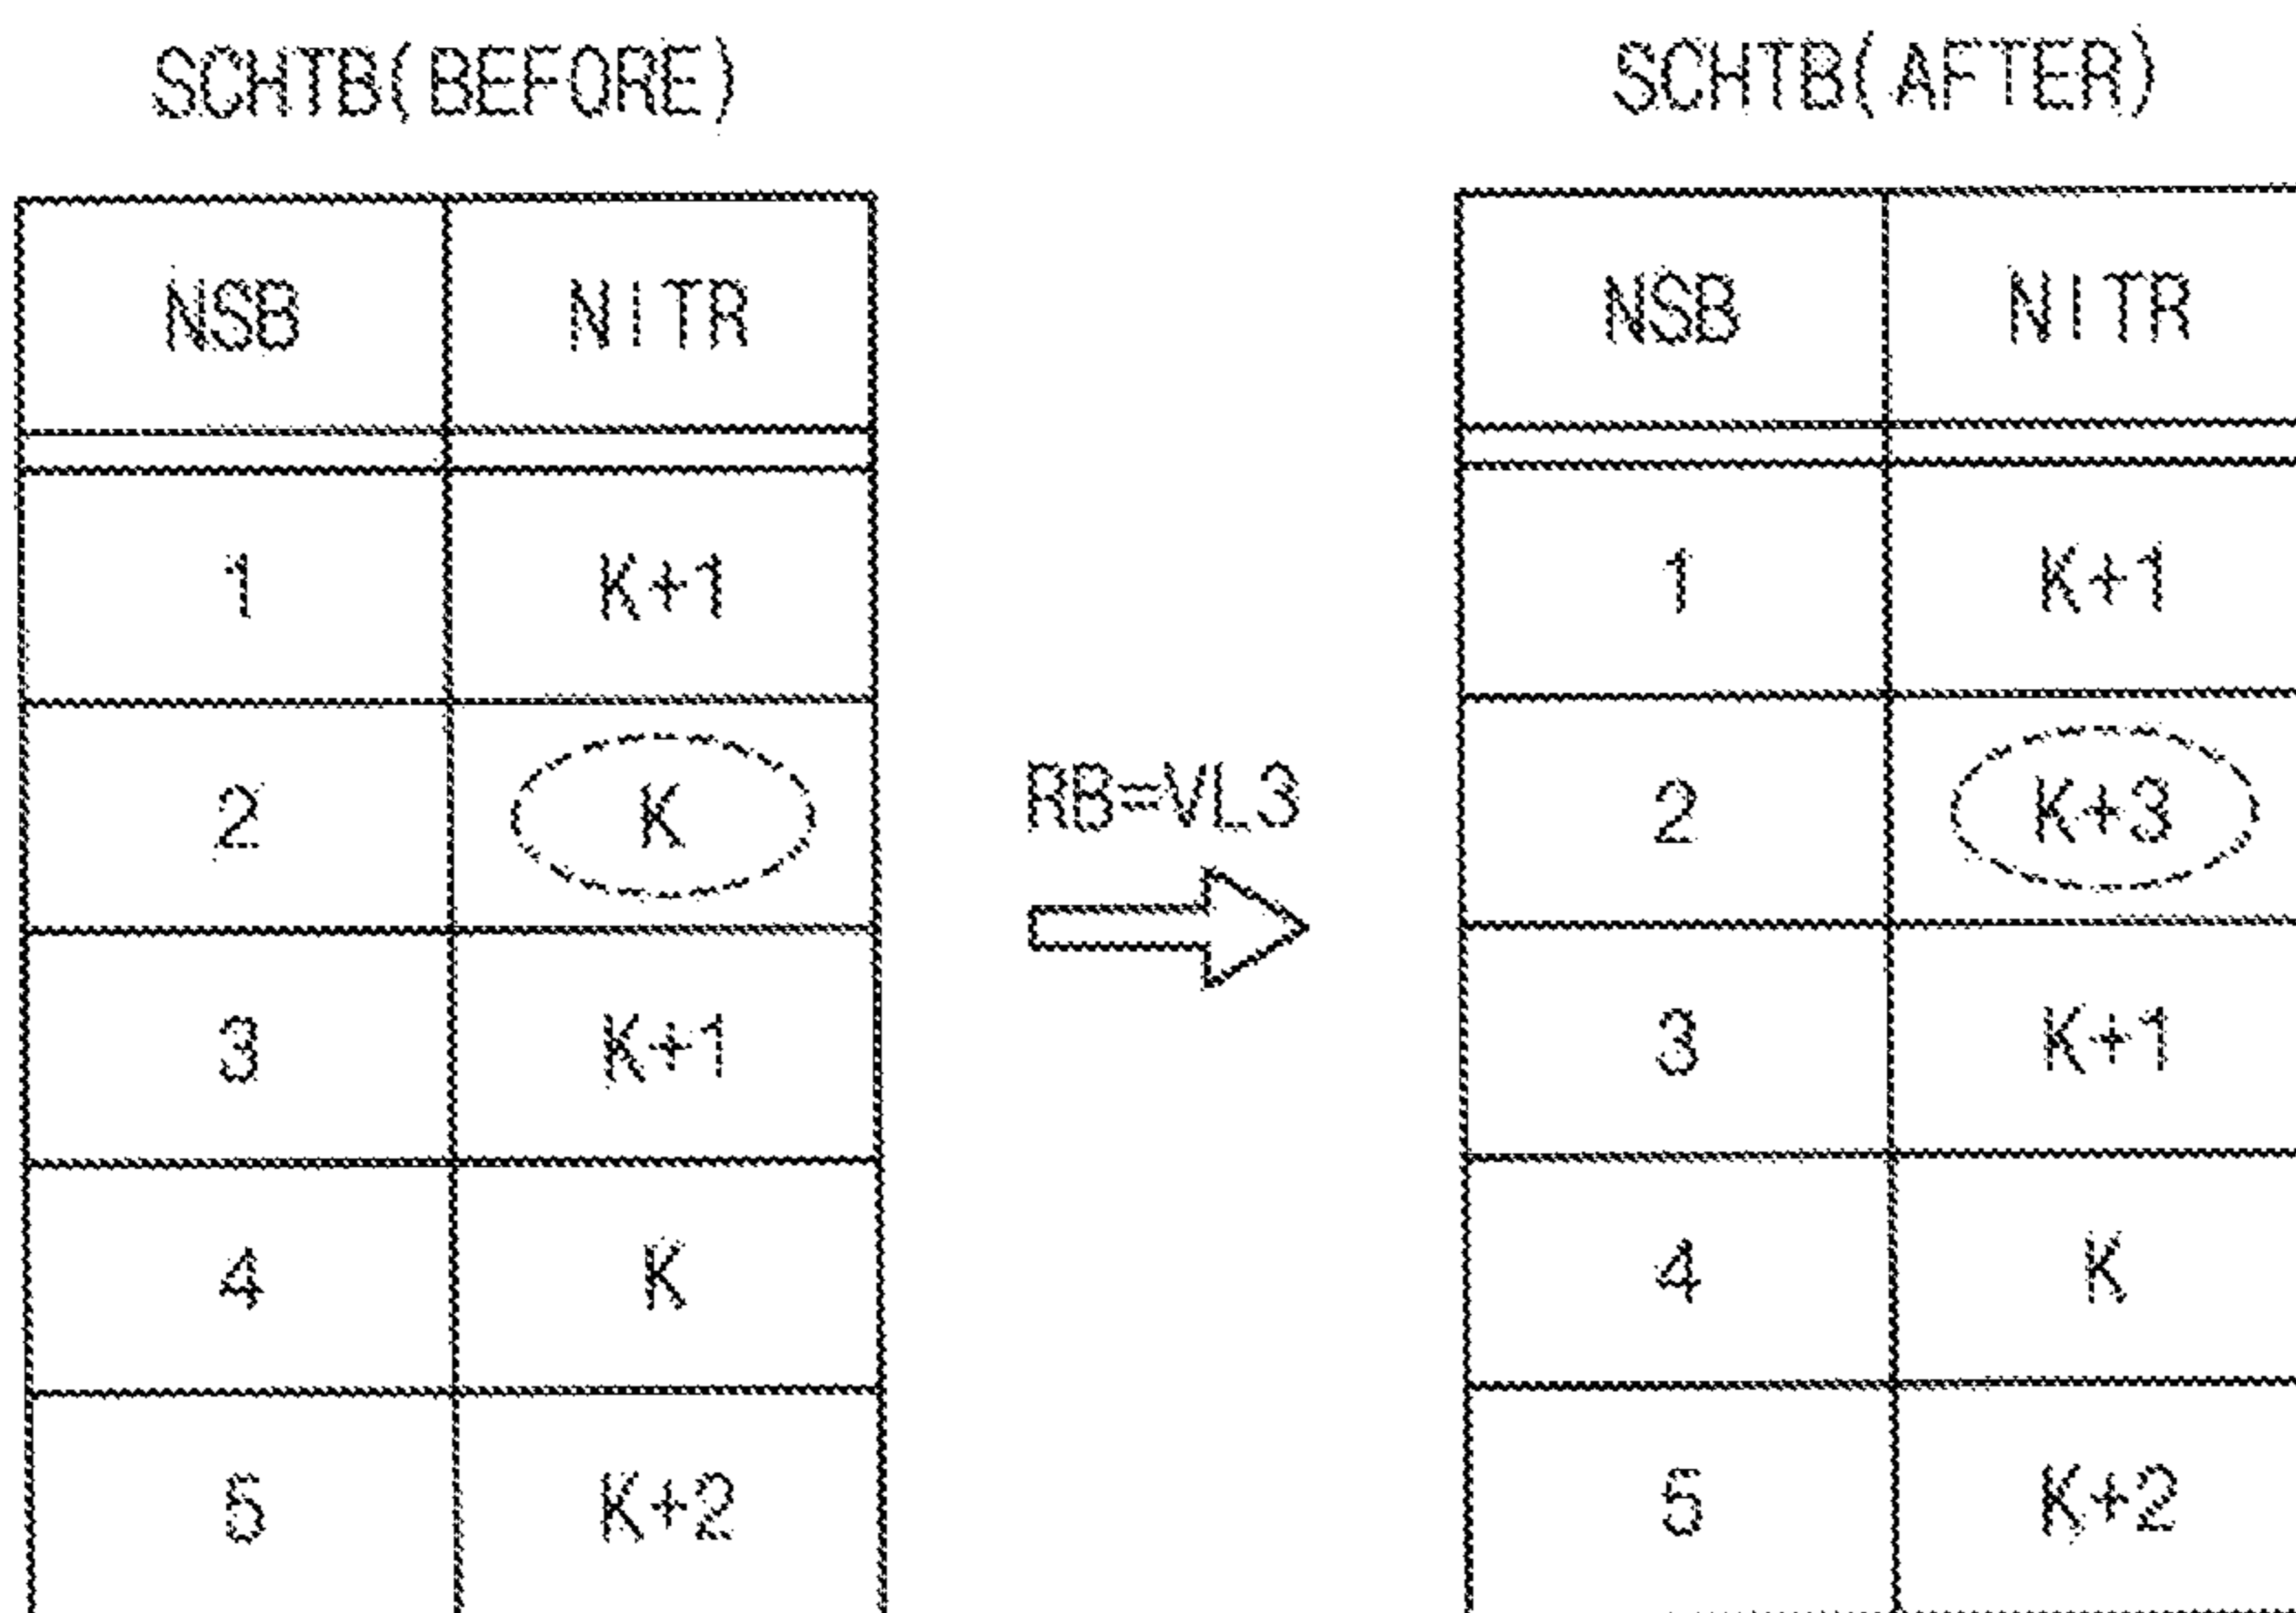 SCHTB(BEFORE)
NSB NITR
1 K+1
2 K
3 K+1
4 K
5 K+2
RB=VL3
SCHTB(AFTER)
NSB NITR
1 K+1
2 K+3
3 K+1
4 K
5 K+2